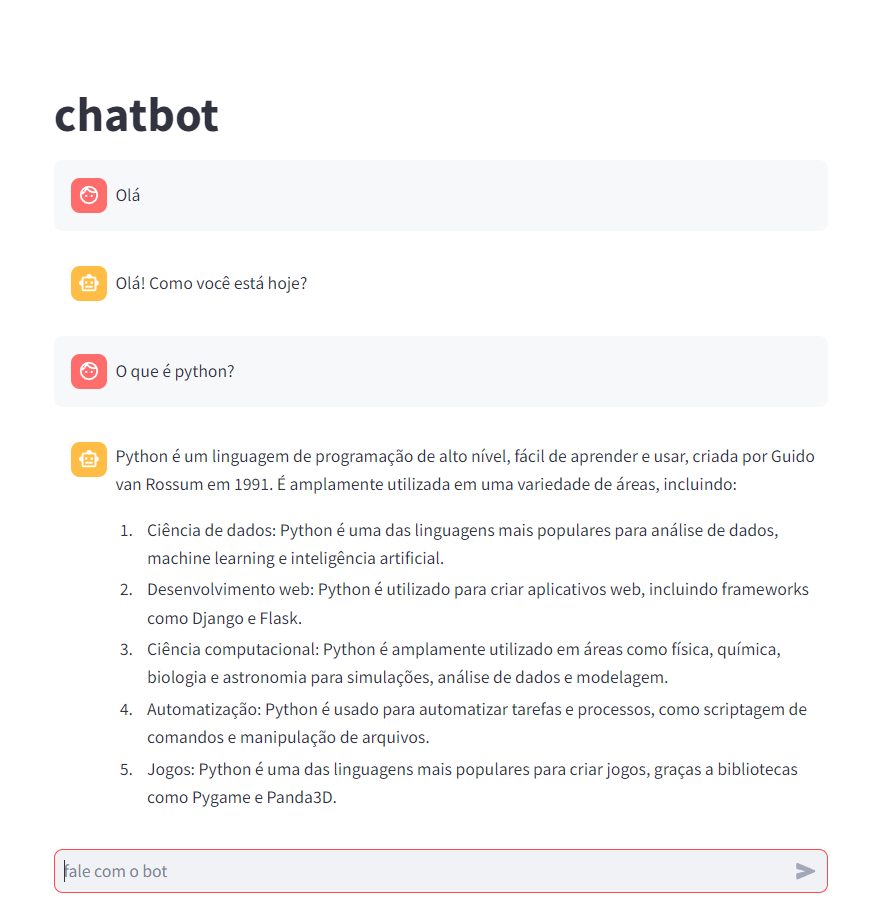 chatbot
Olá
Olá! Como você está hoje?
O que é python?
Python é um linguagem de programação de alto nível, fácil de aprender e usar, criada por Guido
van Rossum em 1991. É amplamente utilizada em uma variedade de áreas, incluindo:
1. Ciência de dados: Python é uma das linguagens mais populares para análise de dados,
machine learning e inteligência artificial.
2. Desenvolvimento web: Python é utilizado para criar aplicativos web, incluindo frameworks
como Django e Flask.
3. Ciência computacional: Python é amplamente utilizado em áreas como física, química,
biologia e astronomia para simulações, análise de dados e modelagem.
4. Automatização: Python é usado para automatizar tarefas e processos, como scriptagem de
comandos e manipulação de arquivos.
5. Jogos: Python é uma das linguagens mais populares para criar jogos, graças a bibliotecas
como Pygame e Panda3D.
fale com o bot